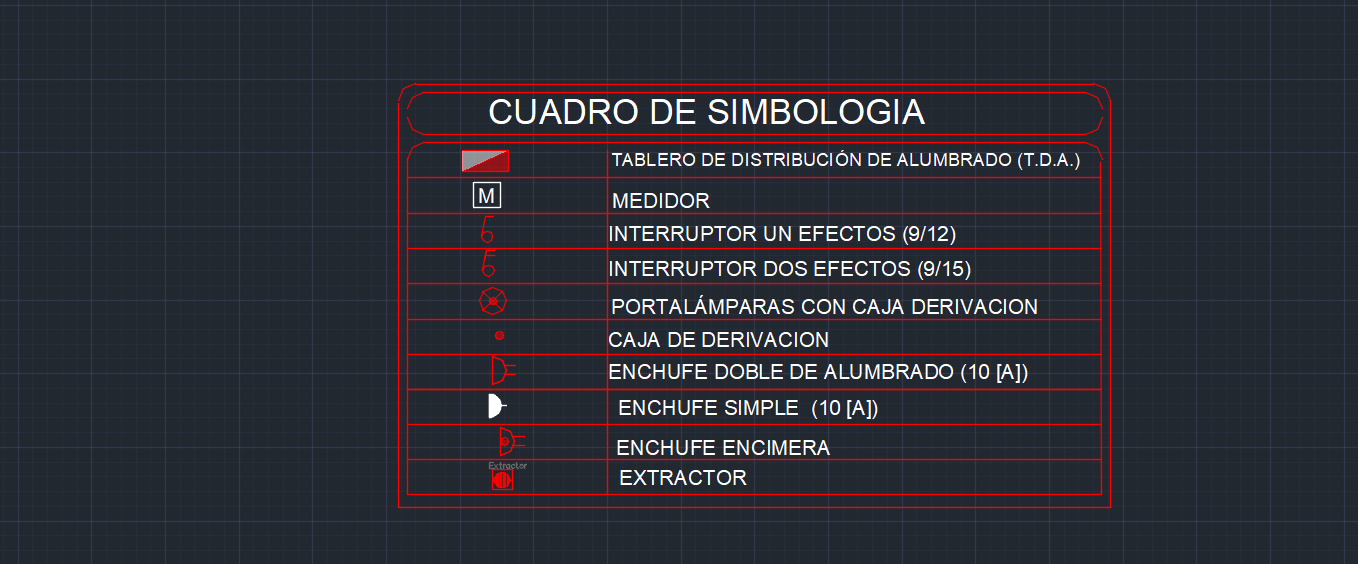 CUADRO DE SIMBOLOGIA
TABLERO DE DISTRIBUCIÓN DE ALUMBRADO (T.D.A.)
M MEDIDOR
INTERRUPTOR UN EFECTOS (9/12)
INTERRUPTOR DOS EFECTOS (9/15)
PORTALÁMPARAS CON CAJA DERIVACION
CAJA DE DERIVACION
ENCHUFE DOBLE DE ALUMBRADO (10 [A])
ENCHUFE SIMPLE (10 [A])
ENCHUFE ENCIMERA
Extractor
EXTRACTOR